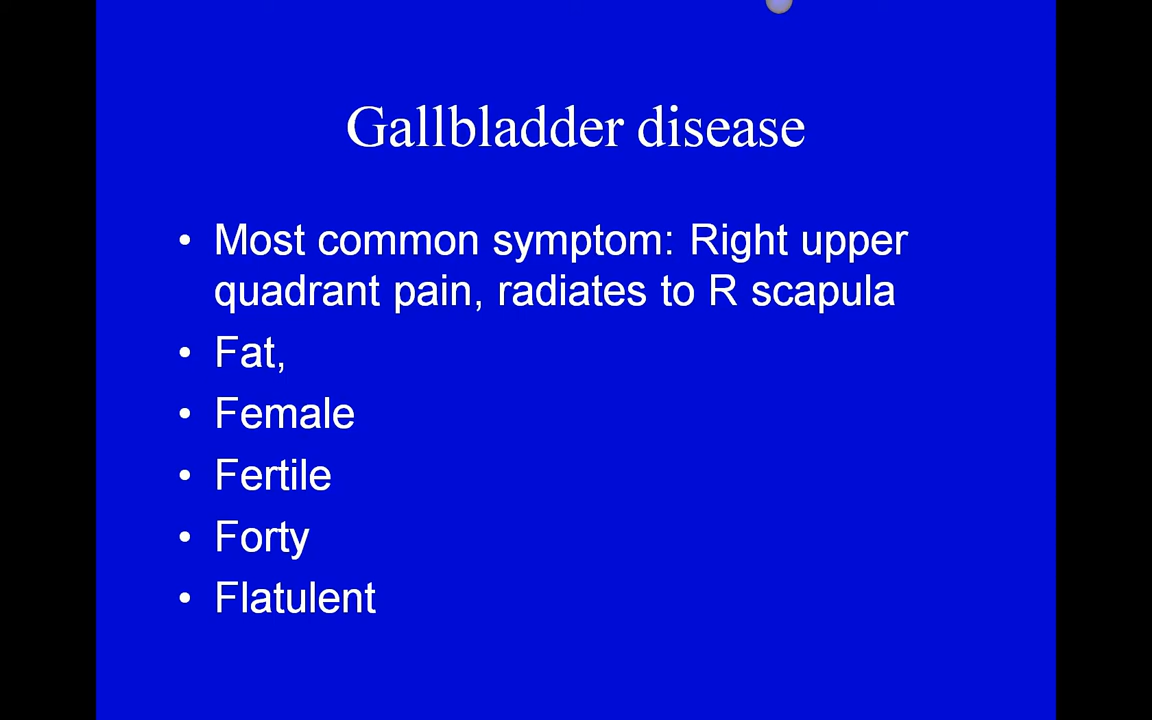 Gallbladder disease
• Most common symptom: Right upper
quadrant pain, radiates to R scapula
• Fat,
• Female
• Fertile
• Forty
• Flatulent